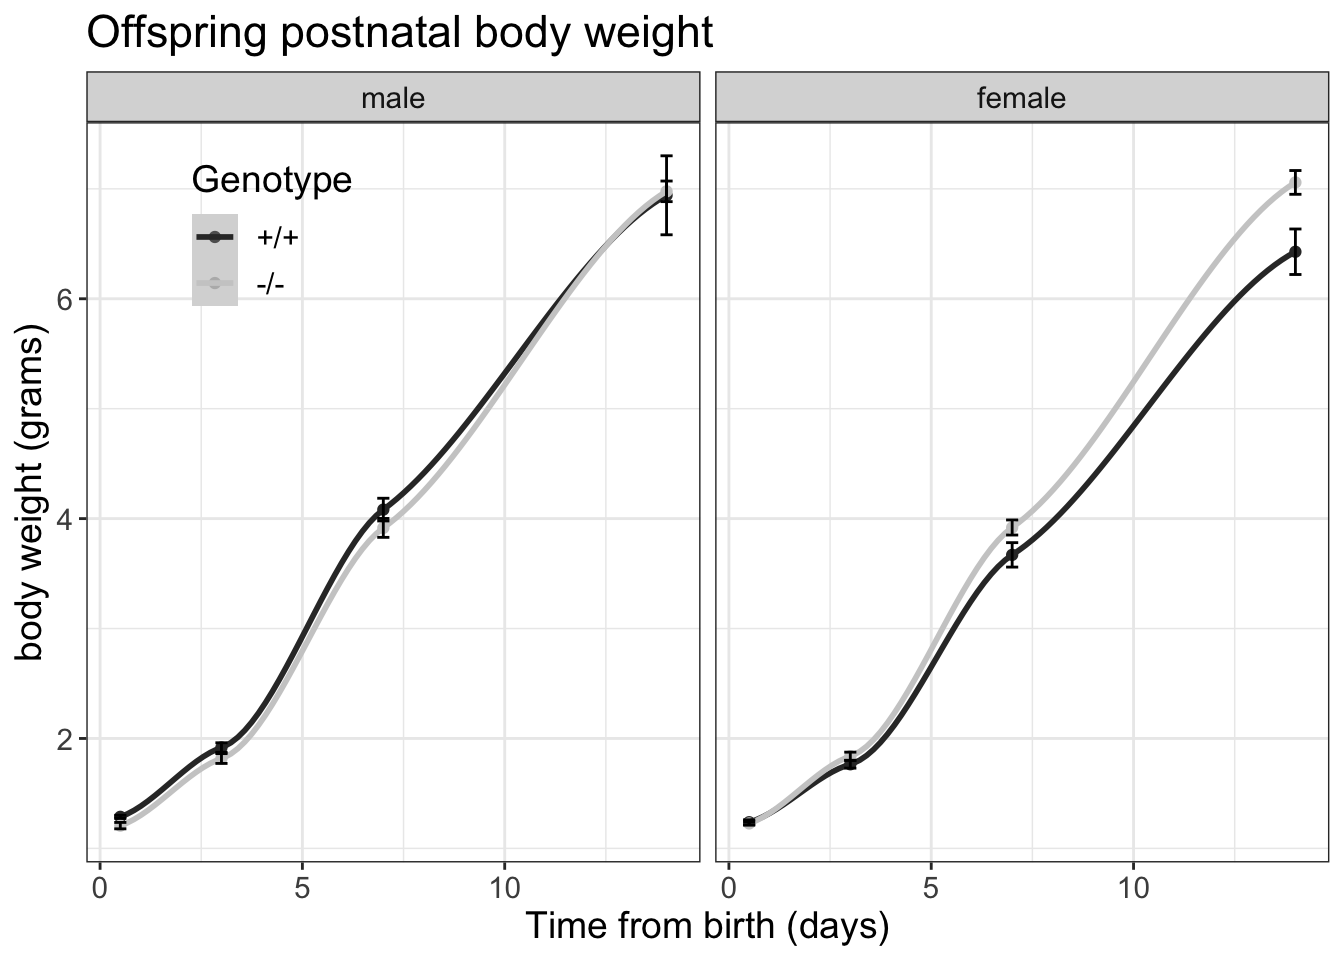 Offspring postnatal body weight
male
female
Genotype
+/+
-/-
6
4
2
body weight (grams)
0 5 10
0 5 10
Time from birth (days)